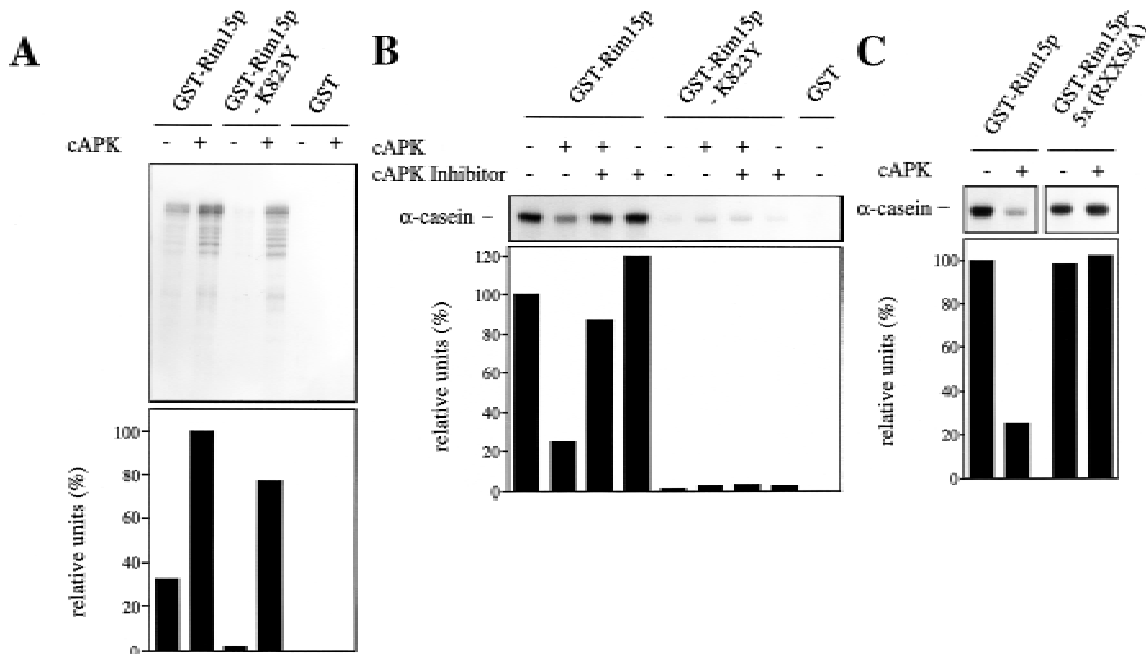 A
GST-Rim15p
GST-Rim15p
- K823Y
GST
cAPK - + - + - +
relative units (%)
100
80
60
40
20
0
B
GST-Rim15p
GST-Rim15p
- K823Y
GST
cAPK - + + - - + + - -
cAPK Inhibitor - - + + - - + + -
α-casein –
relative units (%)
120
100
80
60
40
20
0
C
GST-Rim15p
GST-Rim15p-
5x (RXXS/A)
cAPK - + - +
α-casein –
relative units (%)
100
80
60
40
20
0